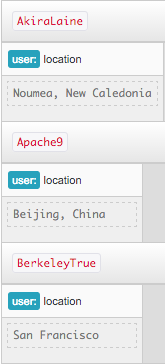 AkiraLaine
user: location
Noumea, New Caledonia
Apache9
user: location
Beijing, China
BerkeleyTrue
user: location
San Francisco